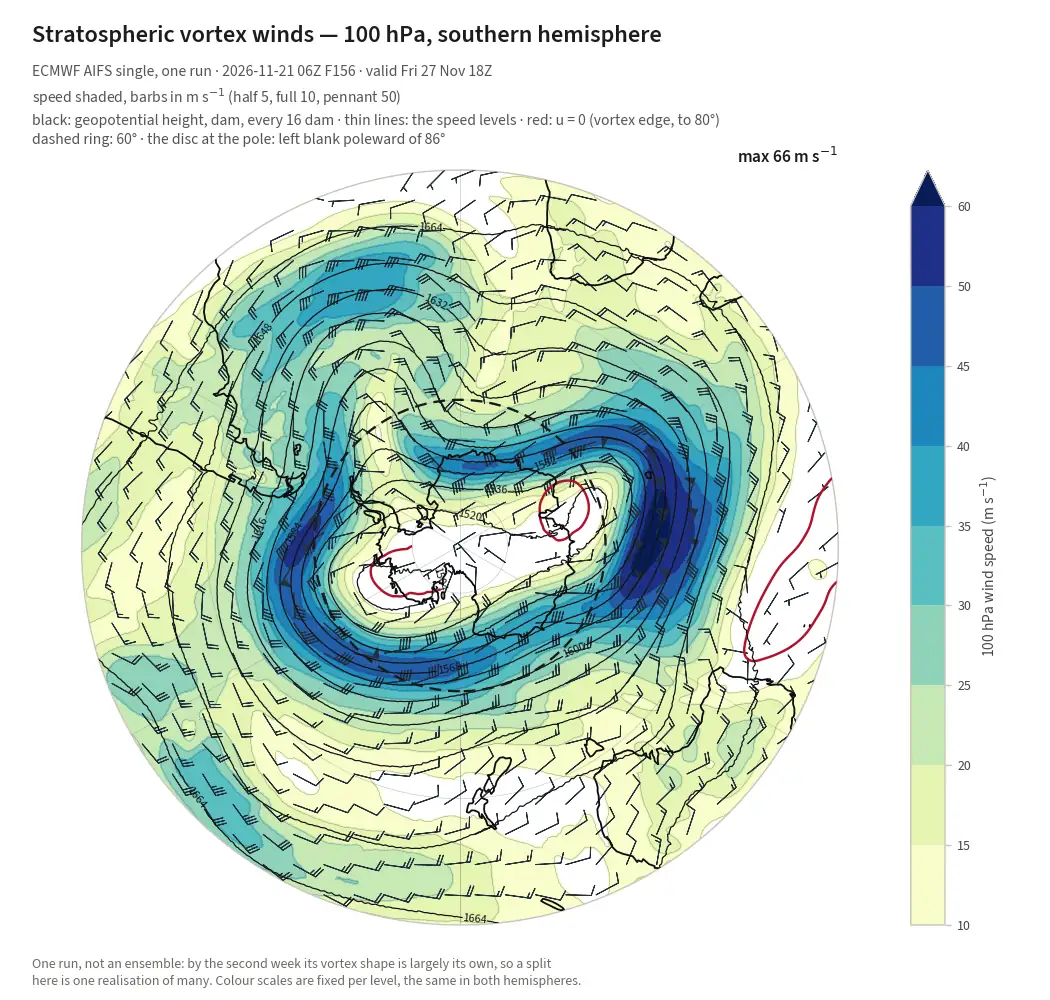 Stratospheric vortex winds — 100 hPa, southern hemisphere
ECMWF AIFS single, one run · 2026-11-21 06Z F156 · valid Fri 27 Nov 18Z
speed shaded, barbs in m s⁻¹ (half 5, full 10, pennant 50)
black: geopotential height, dam, every 16 dam · thin lines: the speed levels · red: u = 0 (vortex edge, to 80°)
dashed ring: 60° · the disc at the pole: left blank poleward of 86°
max 66 m s⁻¹
1664
1632
1648
1536
1520
1616
1584
1568
1600
1664
1664
60
50
45
40
35
30
25
20
15
10
100 hPa wind speed (m s⁻¹)
One run, not an ensemble: by the second week its vortex shape is largely its own, so a split
here is one realisation of many. Colour scales are fixed per level, the same in both hemispheres.